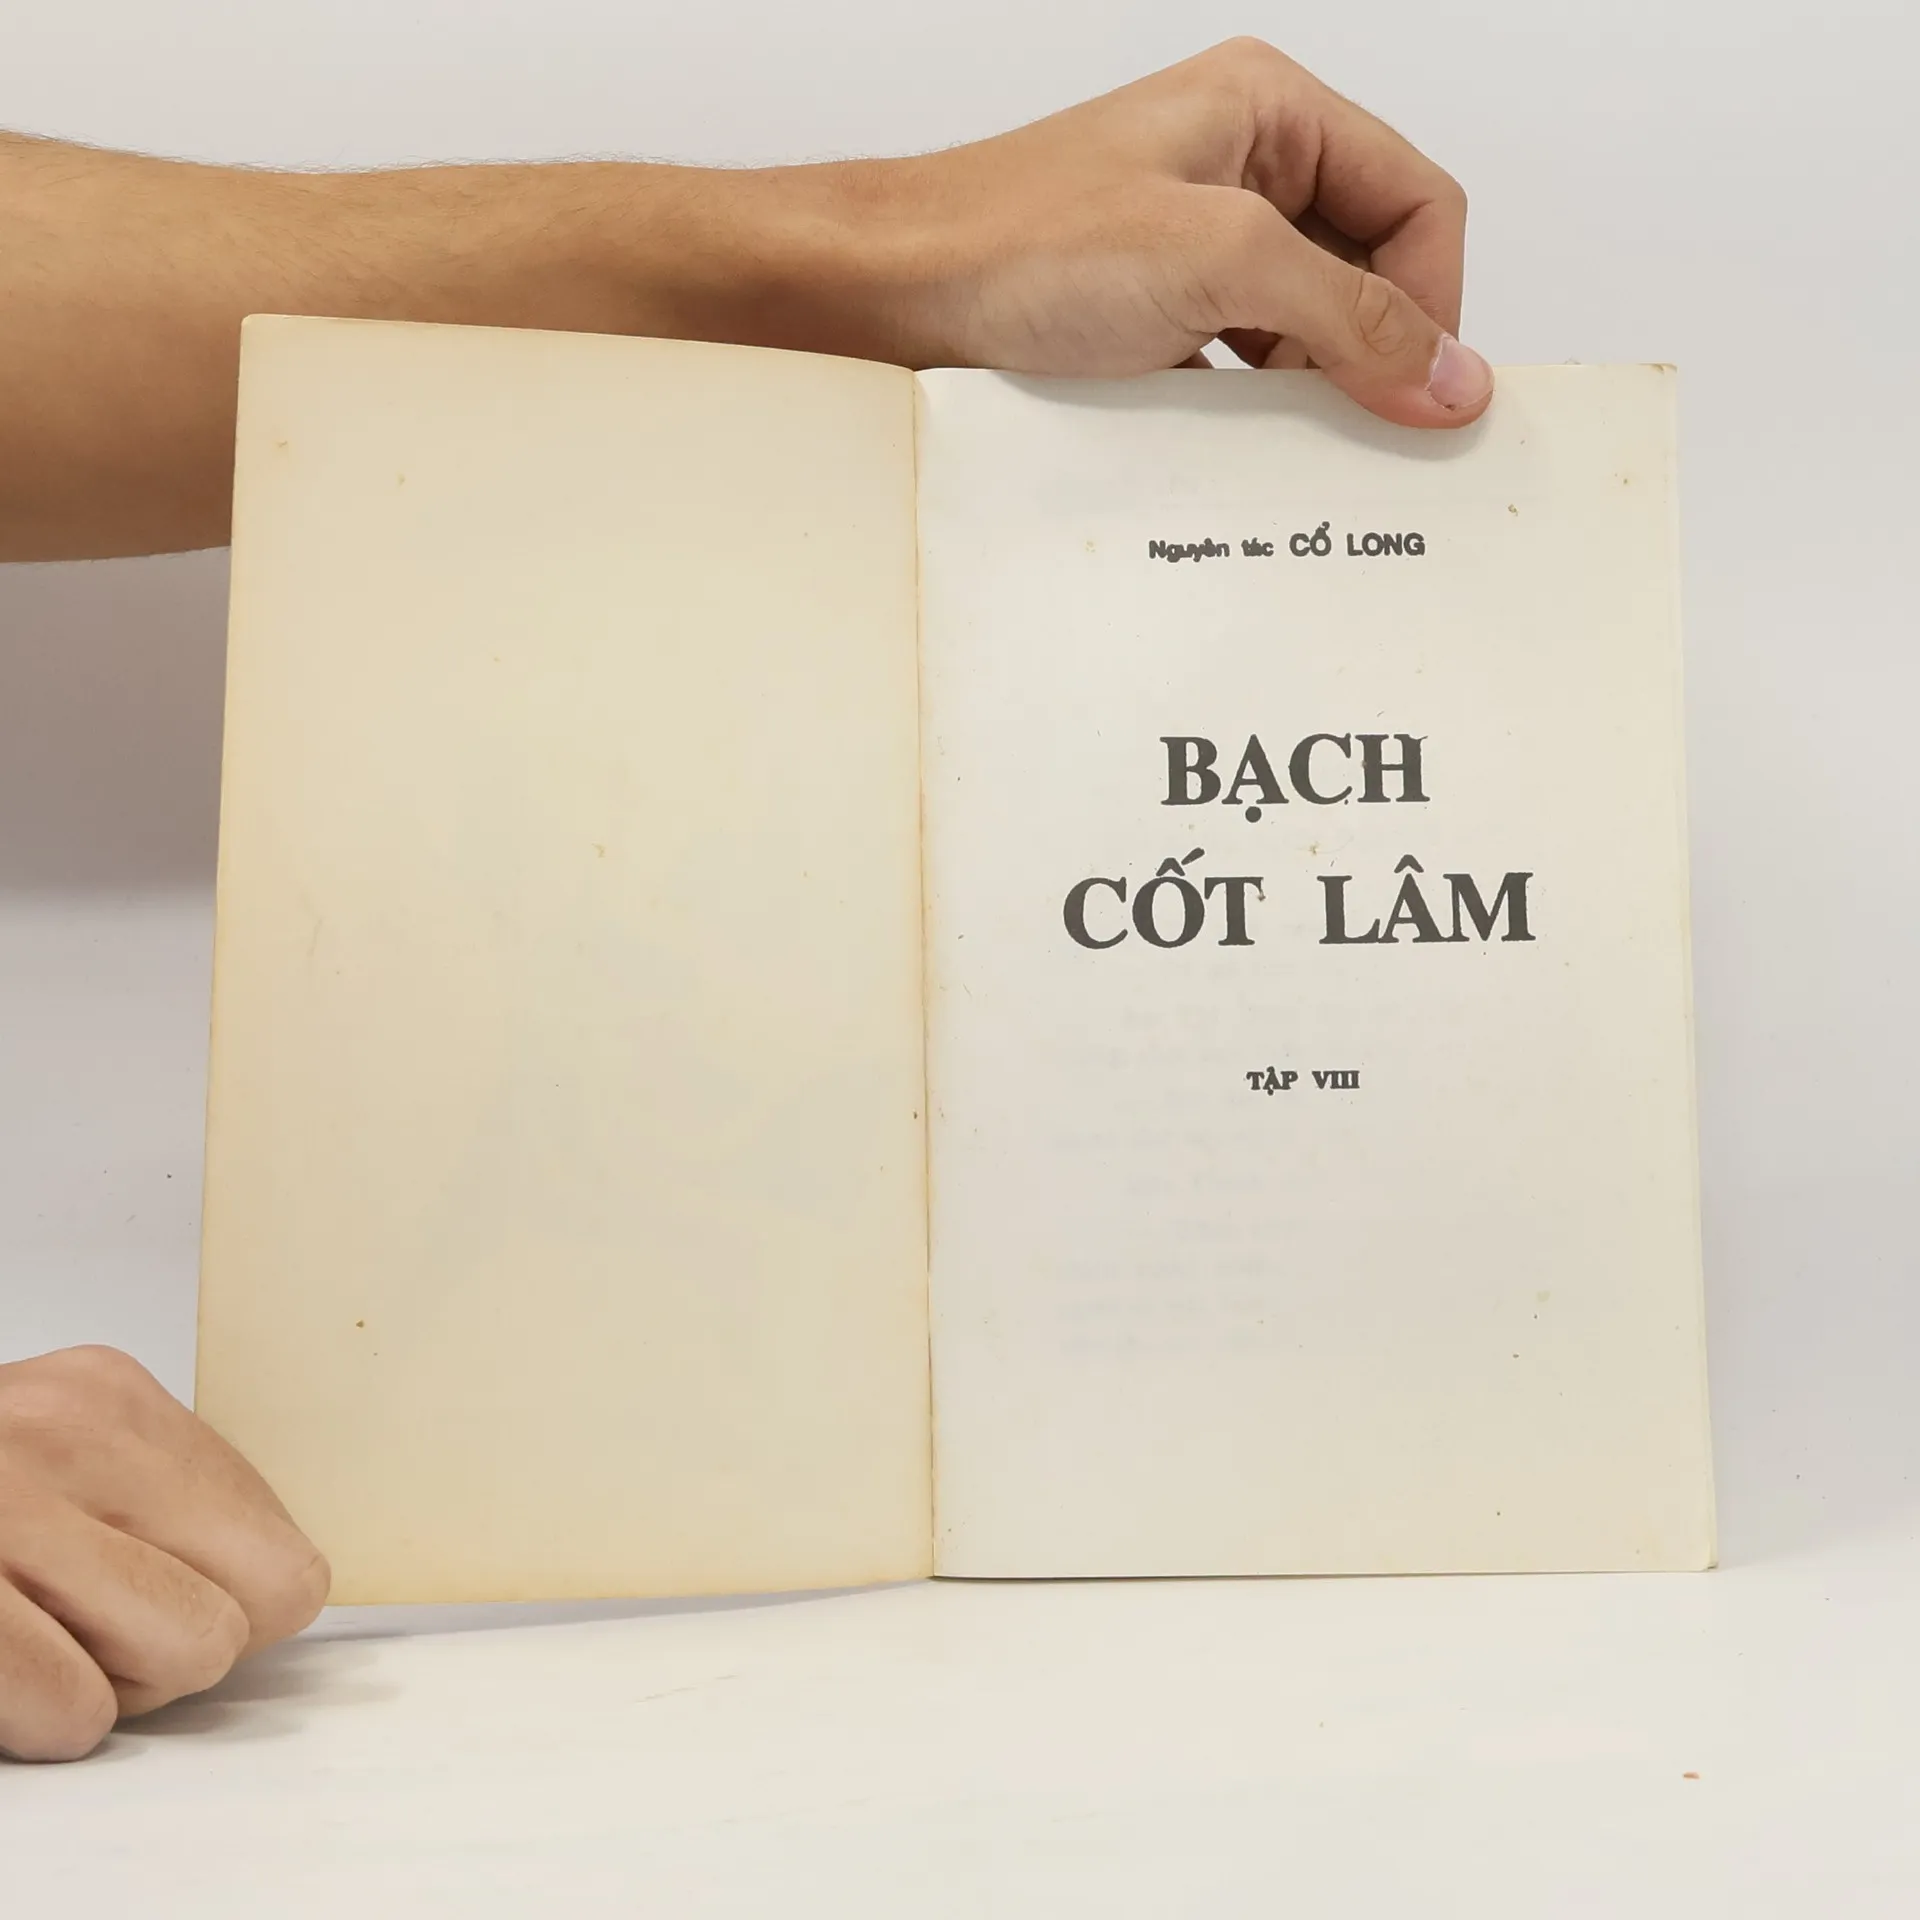 Nguyên tác CỔ LONG
BẠCH
CỐT LÂM
TẬP VIII